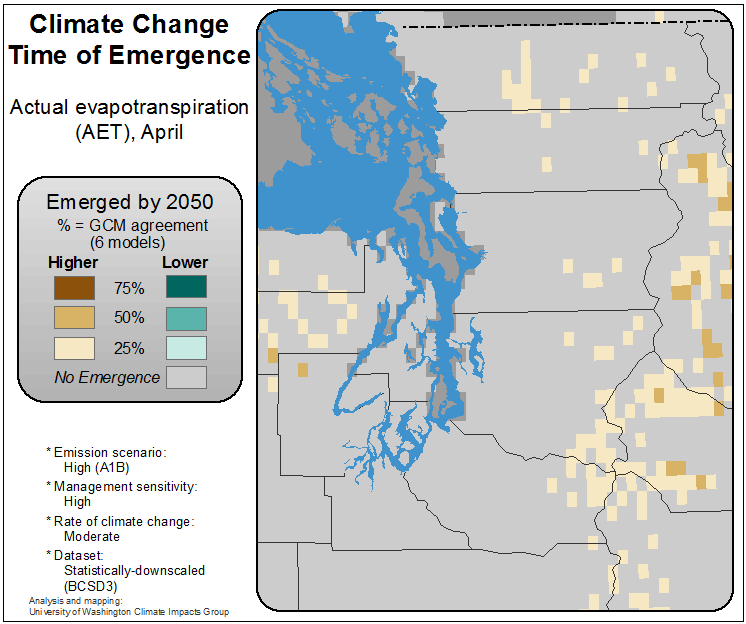 Climate Change
Time of Emergence
Actual evapotranspiration
(AET), April
Emerged by 2050
% = GCM agreement
(6 models)
Higher Lower
75%
50%
25%
No Emergence
* Emission scenario:
High (A1B)
* Management sensitivity:
High
* Rate of climate change:
Moderate
* Dataset:
Statistically-downscaled
(BCSD3)
Analysis and mapping:
University of Washington Climate Impacts Group